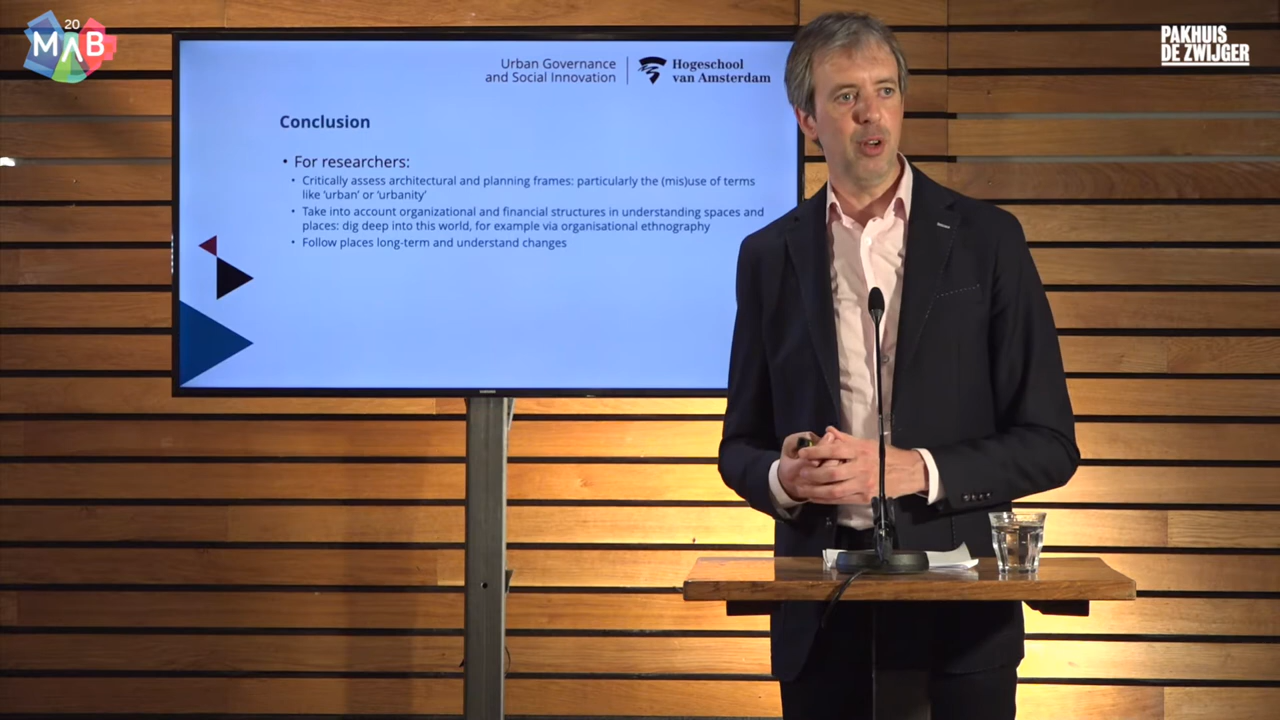 20
MAB
PAKHUIS
DE ZWIJGER
Urban Governance
and Social Innovation
Hogeschool
van Amsterdam
Conclusion
• For researchers:
• Critically assess architectural and planning frames: particularly the (mis)use of terms
like ‘urban’ or ‘urbanity’
• Take into account organizational and financial structures in understanding spaces and
places: dig deep into this world, for example via organisational ethnography
• Follow places long-term and understand changes
SAMSUNG